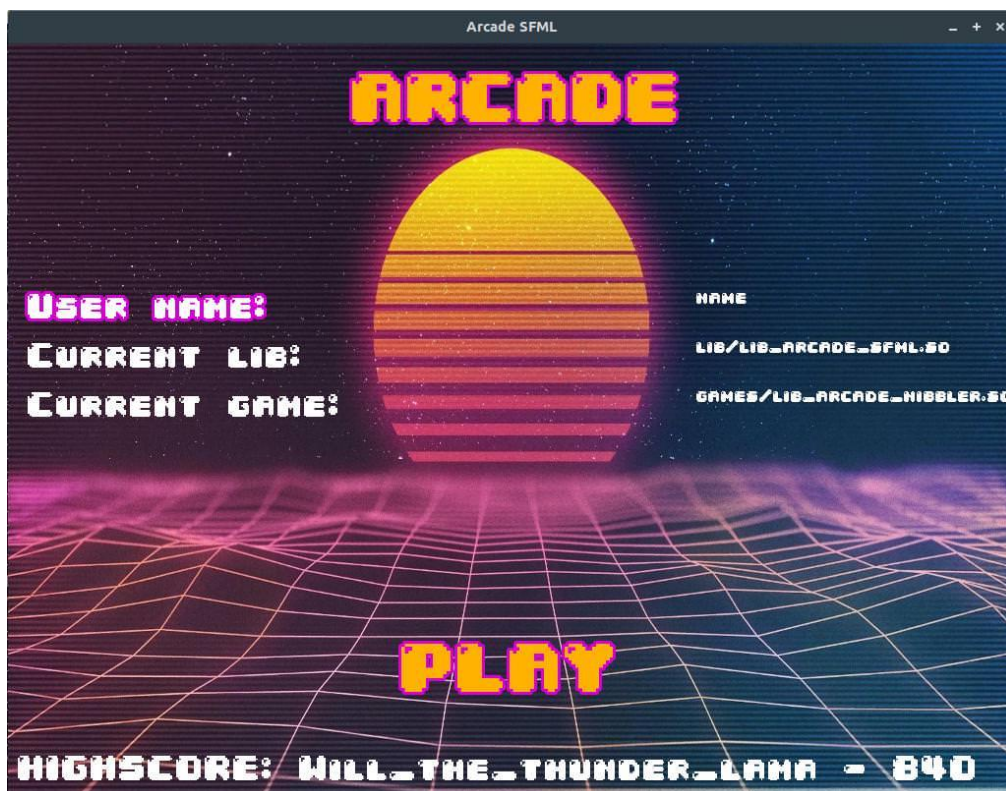 Arcade SFML
ARCADE
User name: NAME
Current lib: LIB/LIB_ARCADE_SFML.SO
Current game: GAMES/LIB_ARCADE_NIBBLER.SO
PLAY
HIGHSCORE: Will_the_thunder_lama - 840